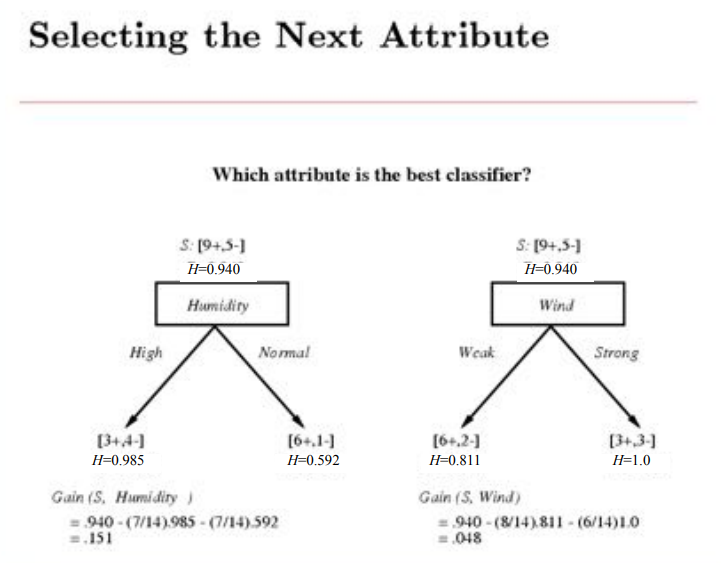 Selecting the Next Attribute
Which attribute is the best classifier?
S: [9+,5-]
H=0.940
Humidity
High
Normal
[3+,4-]
H=0.985
[6+,1-]
H=0.592
Gain (S, Humidity )
= .940 - (7/14).985 - (7/14).592
= .151
S: [9+,5-]
H=0.940
Wind
Weak
Strong
[6+,2-]
H=0.811
[3+,3-]
H=1.0
Gain (S, Wind)
= .940 - (8/14).811 - (6/14)1.0
= .048